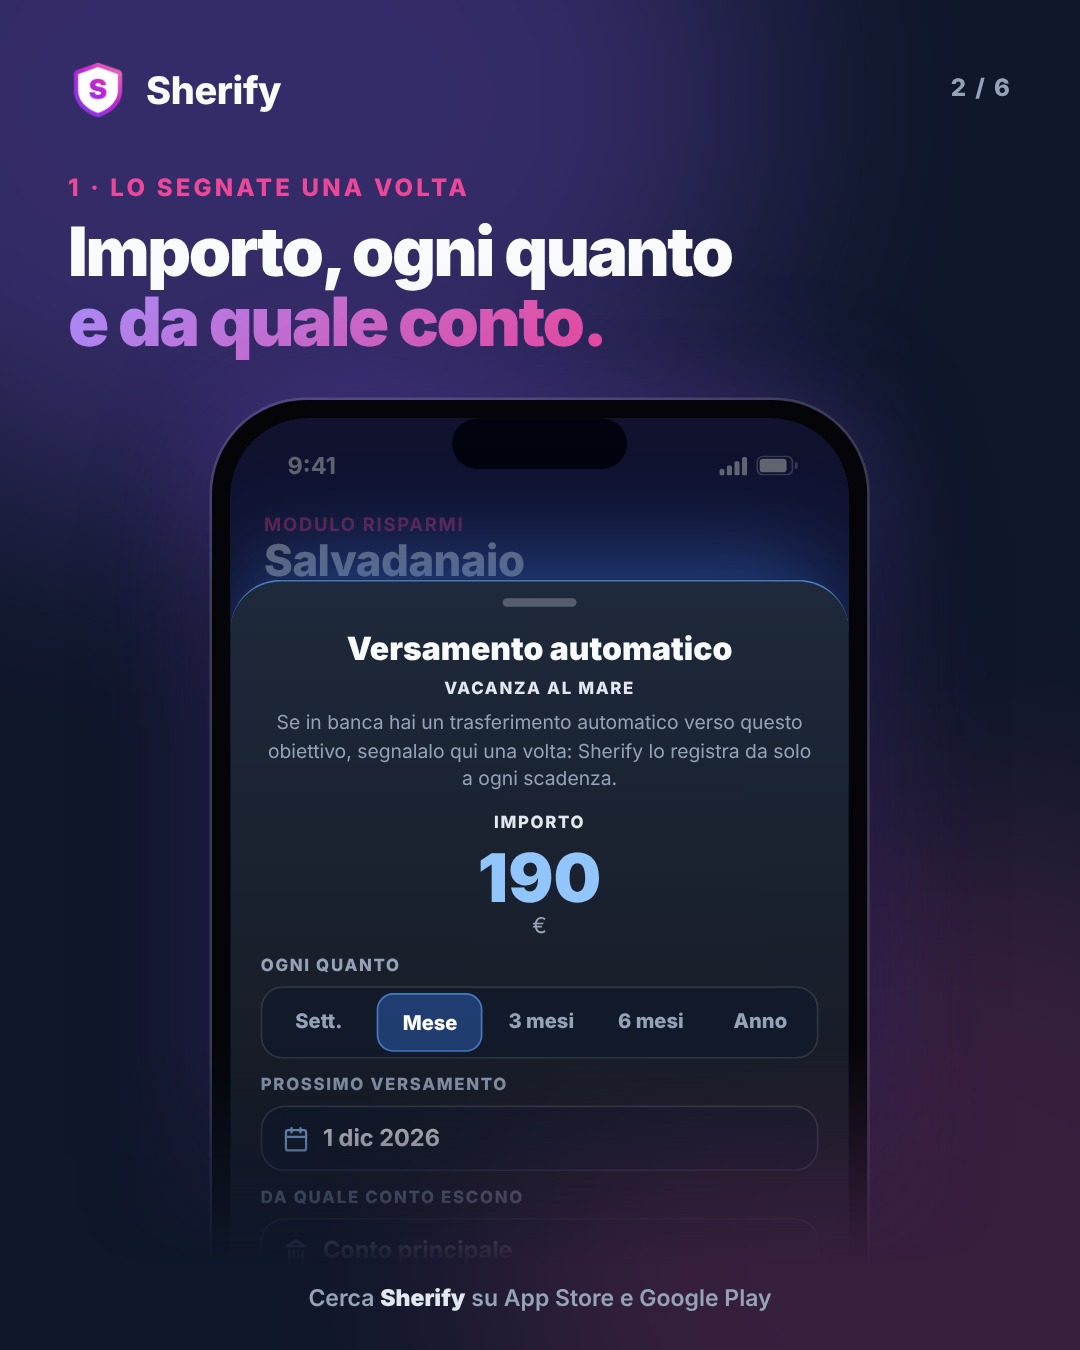 S
Sherify
2 / 6
1 · LO SEGNATE UNA VOLTA
Importo, ogni quanto
e da quale conto.
9:41
MODULO RISPARMI
Salvadanaio
Versamento automatico
VACANZA AL MARE
Se in banca hai un trasferimento automatico verso questo
obiettivo, segnalalo qui una volta: Sherify lo registra da solo
a ogni scadenza.
IMPORTO
190
€
OGNI QUANTO
Sett. Mese 3 mesi 6 mesi Anno
PROSSIMO VERSAMENTO
1 dic 2026
DA QUALE CONTO ESCONO
Conto principale
Cerca Sherify su App Store e Google Play